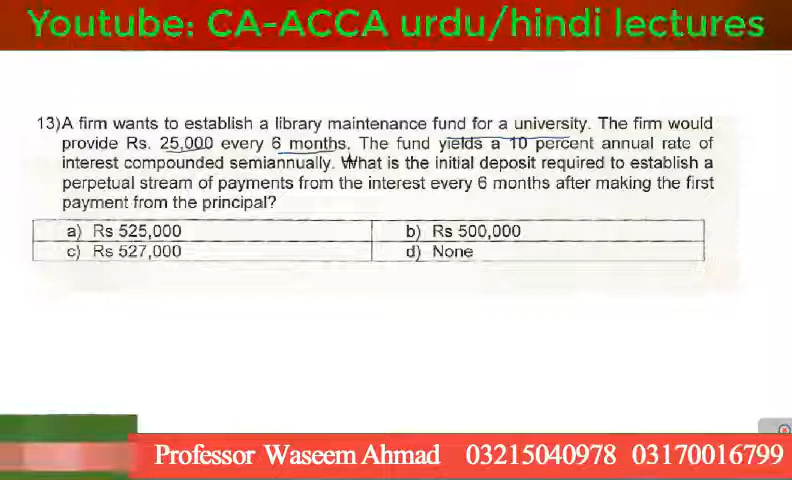 Youtube: CA-ACCA urdu/hindi lectures
13)A firm wants to establish a library maintenance fund for a university. The firm would
provide Rs. 25,000 every 6 months. The fund yields a 10 percent annual rate of
interest compounded semiannually. What is the initial deposit required to establish a
perpetual stream of payments from the interest every 6 months after making the first
payment from the principal?
a) Rs 525,000 b) Rs 500,000
c) Rs 527,000 d) None
Professor Waseem Ahmad 03215040978 03170016799